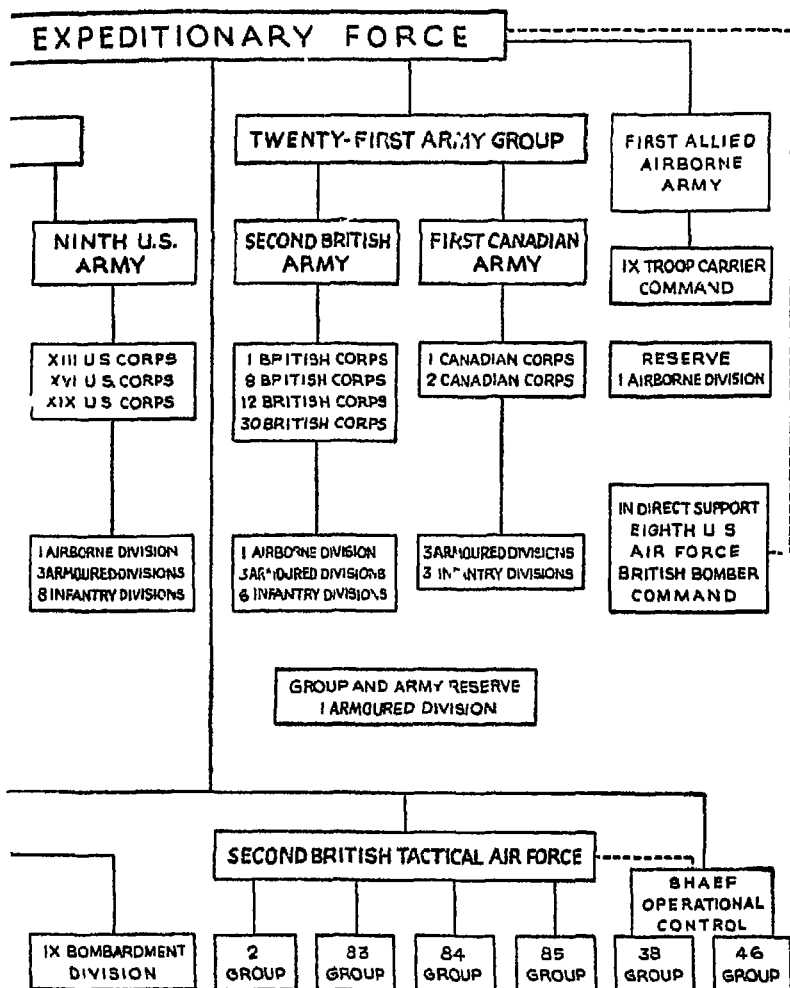 EXPEDITIONARY FORCE
TWENTY-FIRST ARMY GROUP
FIRST ALLIED
AIRBORNE
ARMY
NINTH U.S.
ARMY
SECOND BRITISH
ARMY
FIRST CANADIAN
ARMY
IX TROOP CARRIER
COMMAND
XIII U S CORPS
XVI U S CORPS
XIX U S CORPS
1 BRITISH CORPS
8 BRITISH CORPS
12 BRITISH CORPS
30 BRITISH CORPS
1 CANADIAN CORPS
2 CANADIAN CORPS
RESERVE
1 AIRBORNE DIVISION
IN DIRECT SUPPORT
EIGHTH U S
AIR FORCE
BRITISH BOMBER
COMMAND
1 AIRBORNE DIVISION
3 ARMOURED DIVISIONS
8 INFANTRY DIVISIONS
1 AIRBORNE DIVISION
3 ARMOURED DIVISIONS
6 INFANTRY DIVISIONS
3 ARMOURED DIVISIONS
3 INFANTRY DIVISIONS
GROUP AND ARMY RESERVE
1 ARMOURED DIVISION
SECOND BRITISH TACTICAL AIR FORCE
SHAEF
OPERATIONAL
CONTROL
IX BOMBARDMENT
DIVISION
2
GROUP
83
GROUP
84
GROUP
85
GROUP
38
GROUP
46
GROUP